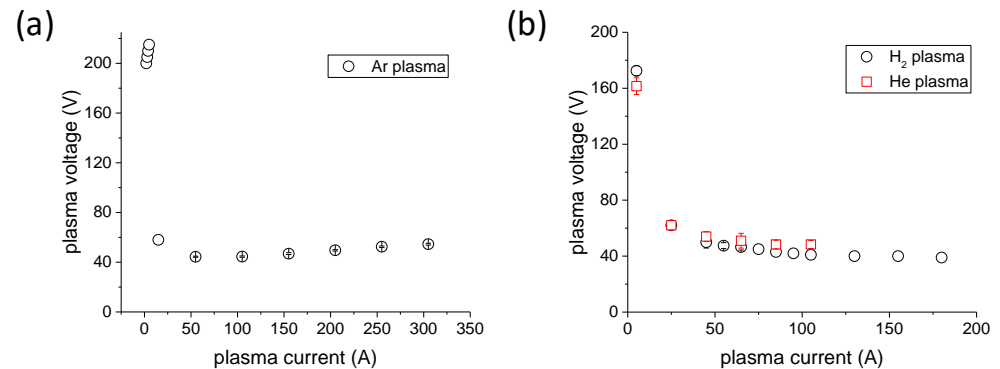 (a)
Ar plasma
plasma voltage (V)
200
160
120
80
40
0
0 50 100 150 200 250 300 350
plasma current (A)
(b)
H₂ plasma
He plasma
plasma voltage (V)
200
160
120
80
40
0
0 50 100 150 200
plasma current (A)